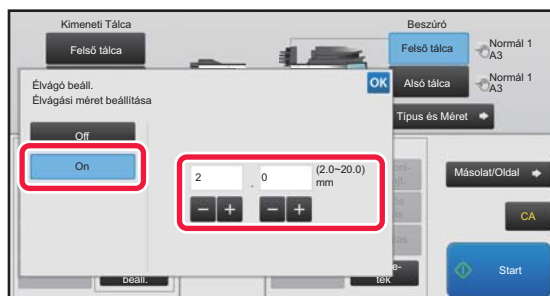 Kimeneti Tálca
Beszúró
Felső tálca
Felső tálca
Normál 1
A3
Élvágó beáll.
Élvágási méret beállítása
OK
Alsó tálca
Normál 1
A3
Típus és Méret
Off
On
2 . 0 (2.0~20.0)
mm
Másolat/Oldal
CA
beáll.
tek
Start